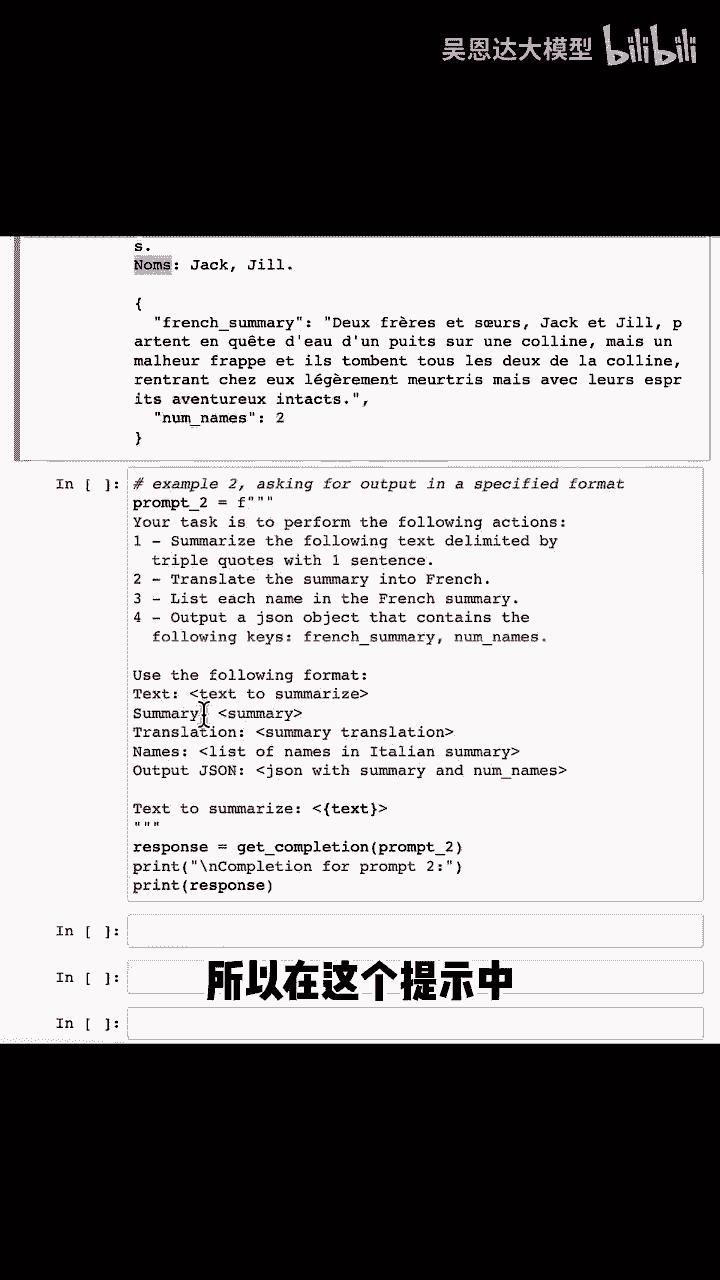 吴恩达大模型 bilibili
s.
Noms: Jack, Jill.
{
  "french_summary": "Deux frères et sœurs, Jack et Jill, p
artent en quête d'eau d'un puits sur une colline, mais un
malheur frappe et ils tombent tous les deux de la colline,
rentrant chez eux légèrement meurtris mais avec leurs espr
its aventureux intacts.",
  "num_names": 2
}
In [ ]: # example 2, asking for output in a specified format
prompt_2 = f"""
Your task is to perform the following actions:
1 - Summarize the following text delimited by
  triple quotes with 1 sentence.
2 - Translate the summary into French.
3 - List each name in the French summary.
4 - Output a json object that contains the
  following keys: french_summary, num_names.
Use the following format:
Text: <text to summarize>
Summary: <summary>
Translation: <summary translation>
Names: <list of names in Italian summary>
Output JSON: <json with summary and num_names>
Text to summarize: <{text}>
"""
response = get_completion(prompt_2)
print("\nCompletion for prompt 2:")
print(response)
In [ ]:
In [ ]:
所以在这个提示中
In [ ]: